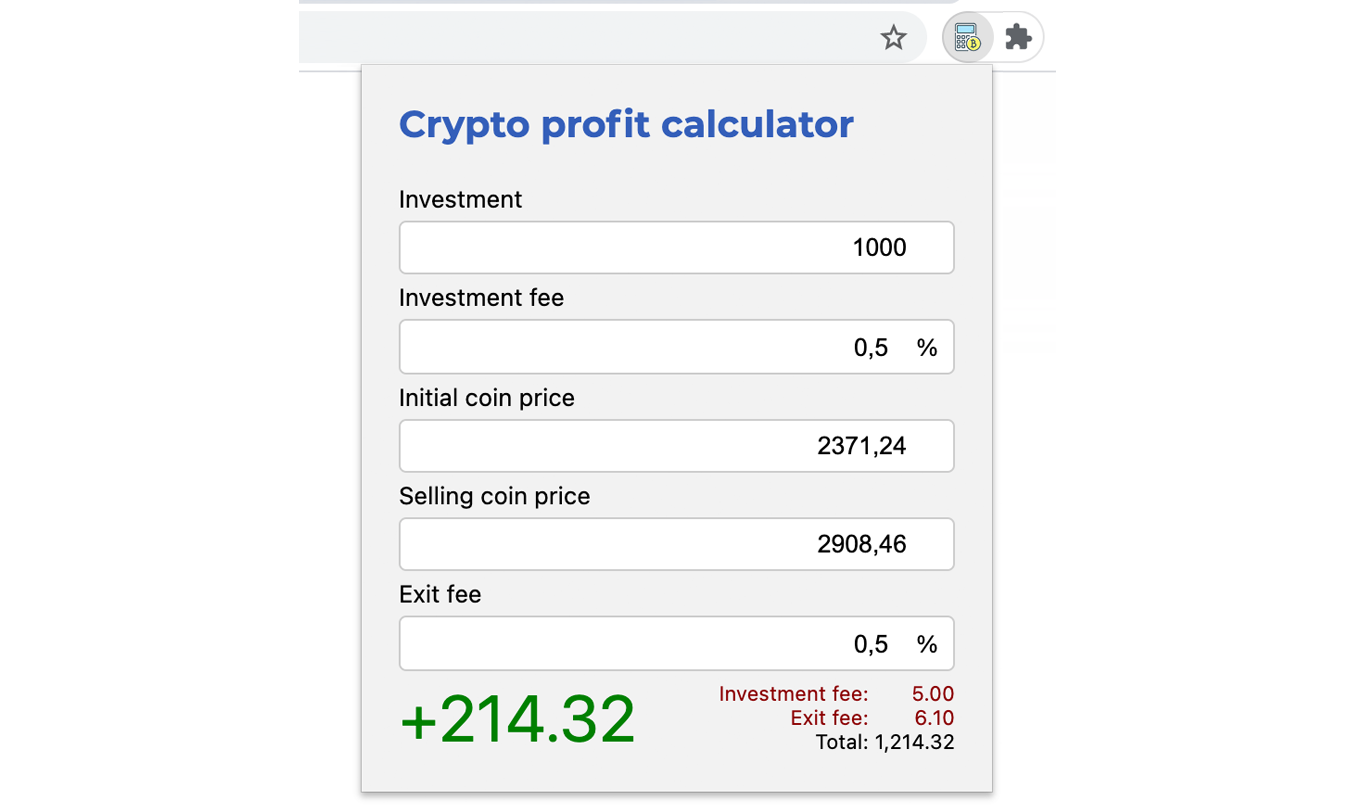 Crypto profit calculator
Investment
1000
Investment fee
0,5 %
Initial coin price
2371,24
Selling coin price
2908,46
Exit fee
0,5 %
+214.32
Investment fee: 5.00
Exit fee: 6.10
Total: 1,214.32